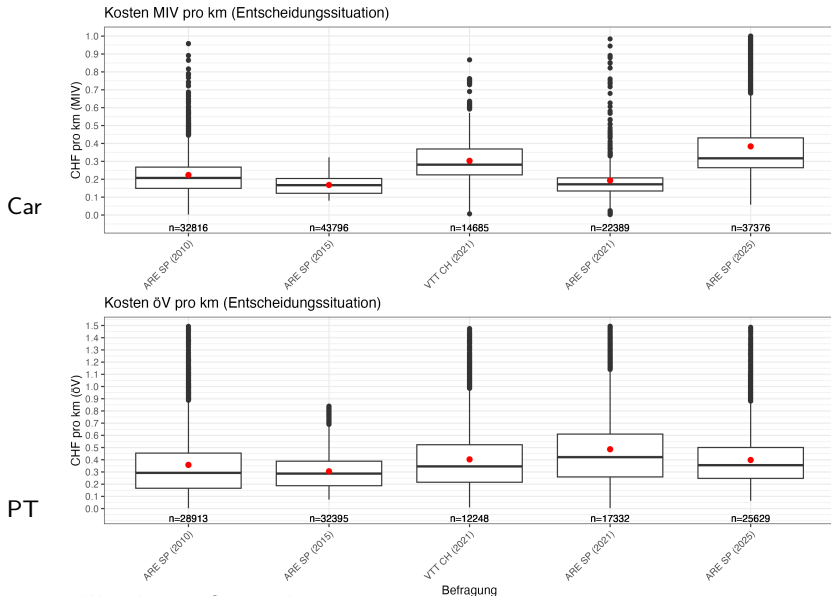 Kosten MIV pro km (Entscheidungssituation)
Car
CHF pro km (MIV)
1.0
0.9
0.8
0.7
0.6
0.5
0.4
0.3
0.2
0.1
0.0
n=32816 n=43796 n=14685 n=22389 n=37376
ARE SP (2010) ARE SP (2015) VTT CH (2021) ARE SP (2021) ARE SP (2025)
Kosten öV pro km (Entscheidungssituation)
PT
CHF pro km (öV)
1.5
1.4
1.3
1.2
1.1
1.0
0.9
0.8
0.7
0.6
0.5
0.4
0.3
0.2
0.1
0.0
n=28913 n=32395 n=12248 n=17332 n=25629
ARE SP (2010) ARE SP (2015) VTT CH (2021) ARE SP (2021) ARE SP (2025)
Befragung